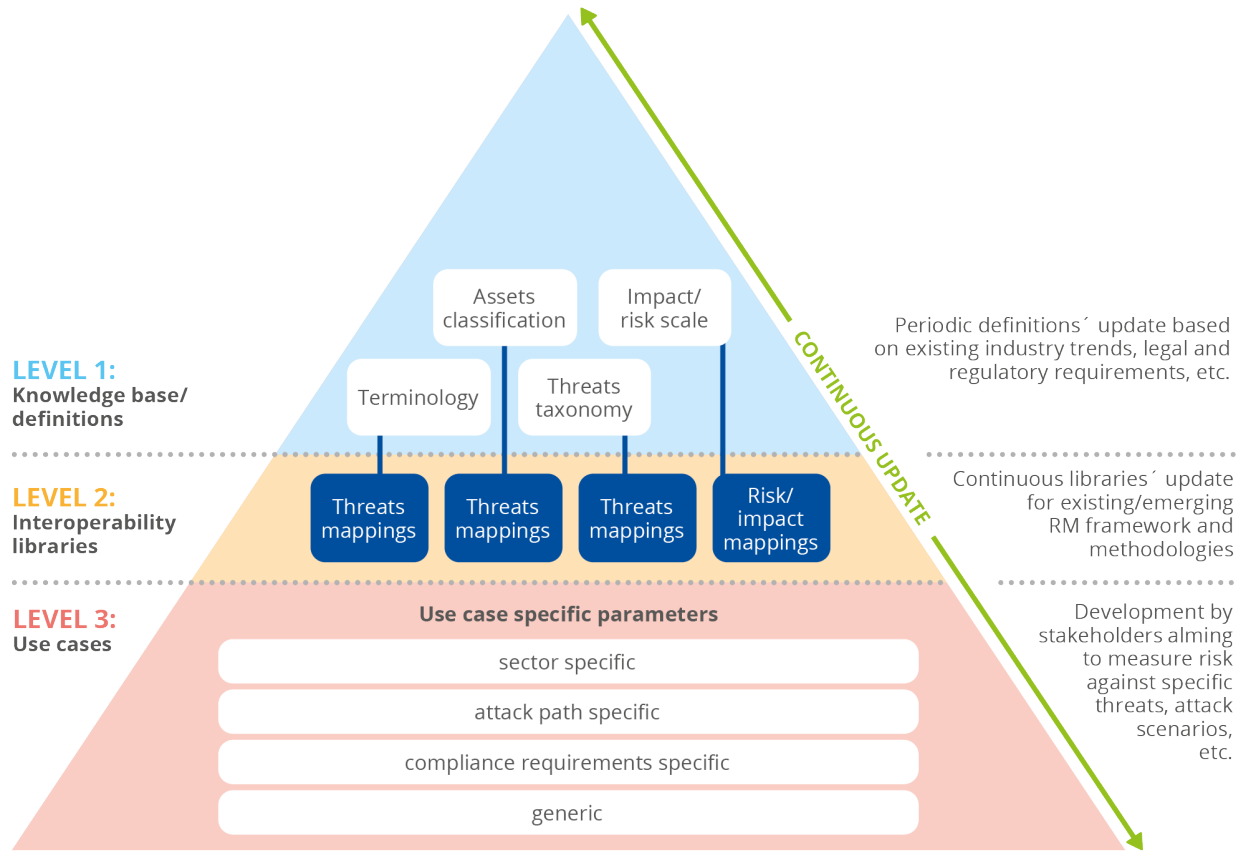 Assets
classification
Impact/
risk scale
Terminology
Threats
taxonomy
LEVEL 1:
Knowledge base/
definitions
CONTINUOUS UPDATE
Periodic definitions´ update based
on existing industry trends, legal and
regulatory requirements, etc.
LEVEL 2:
Interoperability
libraries
Threats
mappings
Threats
mappings
Threats
mappings
Risk/
impact
mappings
Continuous libraries´ update
for existing/emerging
RM framework and
methodologies
LEVEL 3:
Use cases
Use case specific parameters
sector specific
attack path specific
compliance requirements specific
generic
Development by
stakeholders alming
to measure risk
against specific
threats, attack
scenarios,
etc.